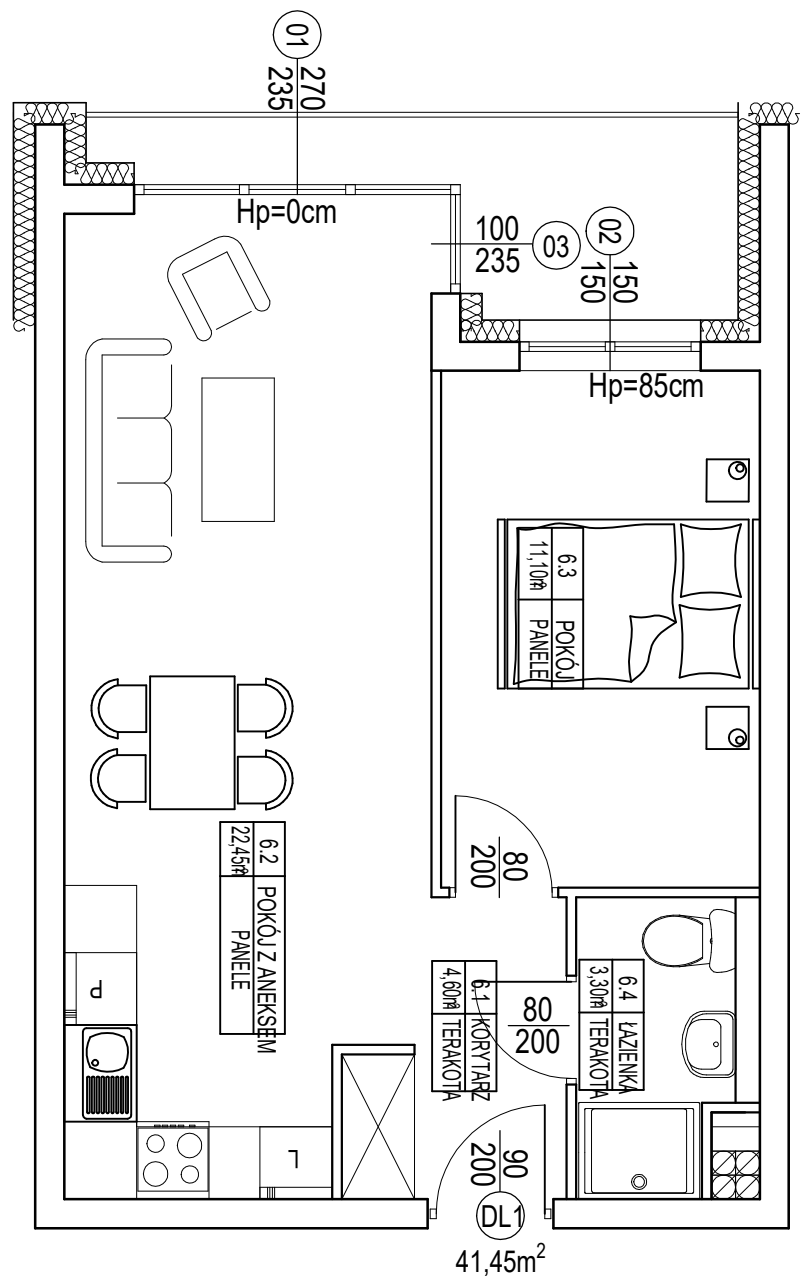 01
270
235
Hp=0cm
100
235
03
02
150
150
Hp=85cm
6.3 POKÓJ
11,10m² PANELE
80
200
6.2 POKÓJ Z ANEKSEM
22,45m² PANELE
P
6.1 KORYTARZ
4,60m² TERAKOTA
80
200
6.4 ŁAZIENKA
3,30m² TERAKOTA
L
90
200
DL1
41,45m²